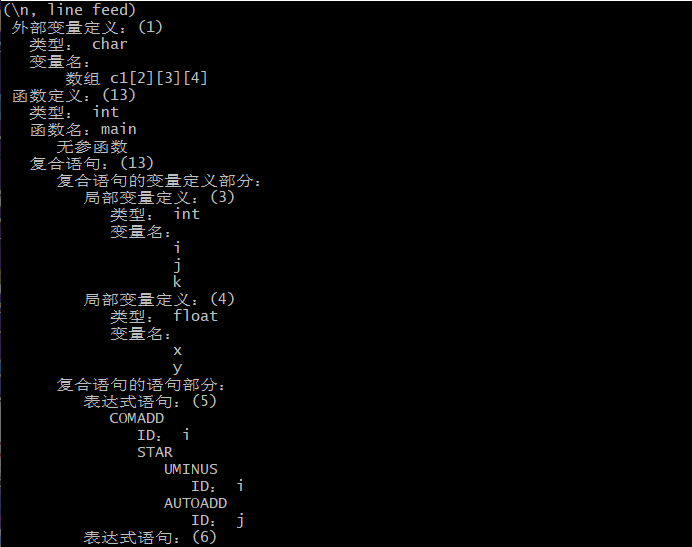 (\n, line feed)
外部变量定义：(1)
类型： char
变量名：
数组 c1[2][3][4]
函数定义：(13)
类型： int
函数名：main
无参函数
复合语句：(13)
复合语句的变量定义部分：
局部变量定义：(3)
类型： int
变量名：
i
j
k
局部变量定义：(4)
类型： float
变量名：
x
y
复合语句的语句部分：
表达式语句：(5)
COMADD
ID： i
STAR
UMINUS
ID： i
AUTOADD
ID： j
表达式语句：(6)